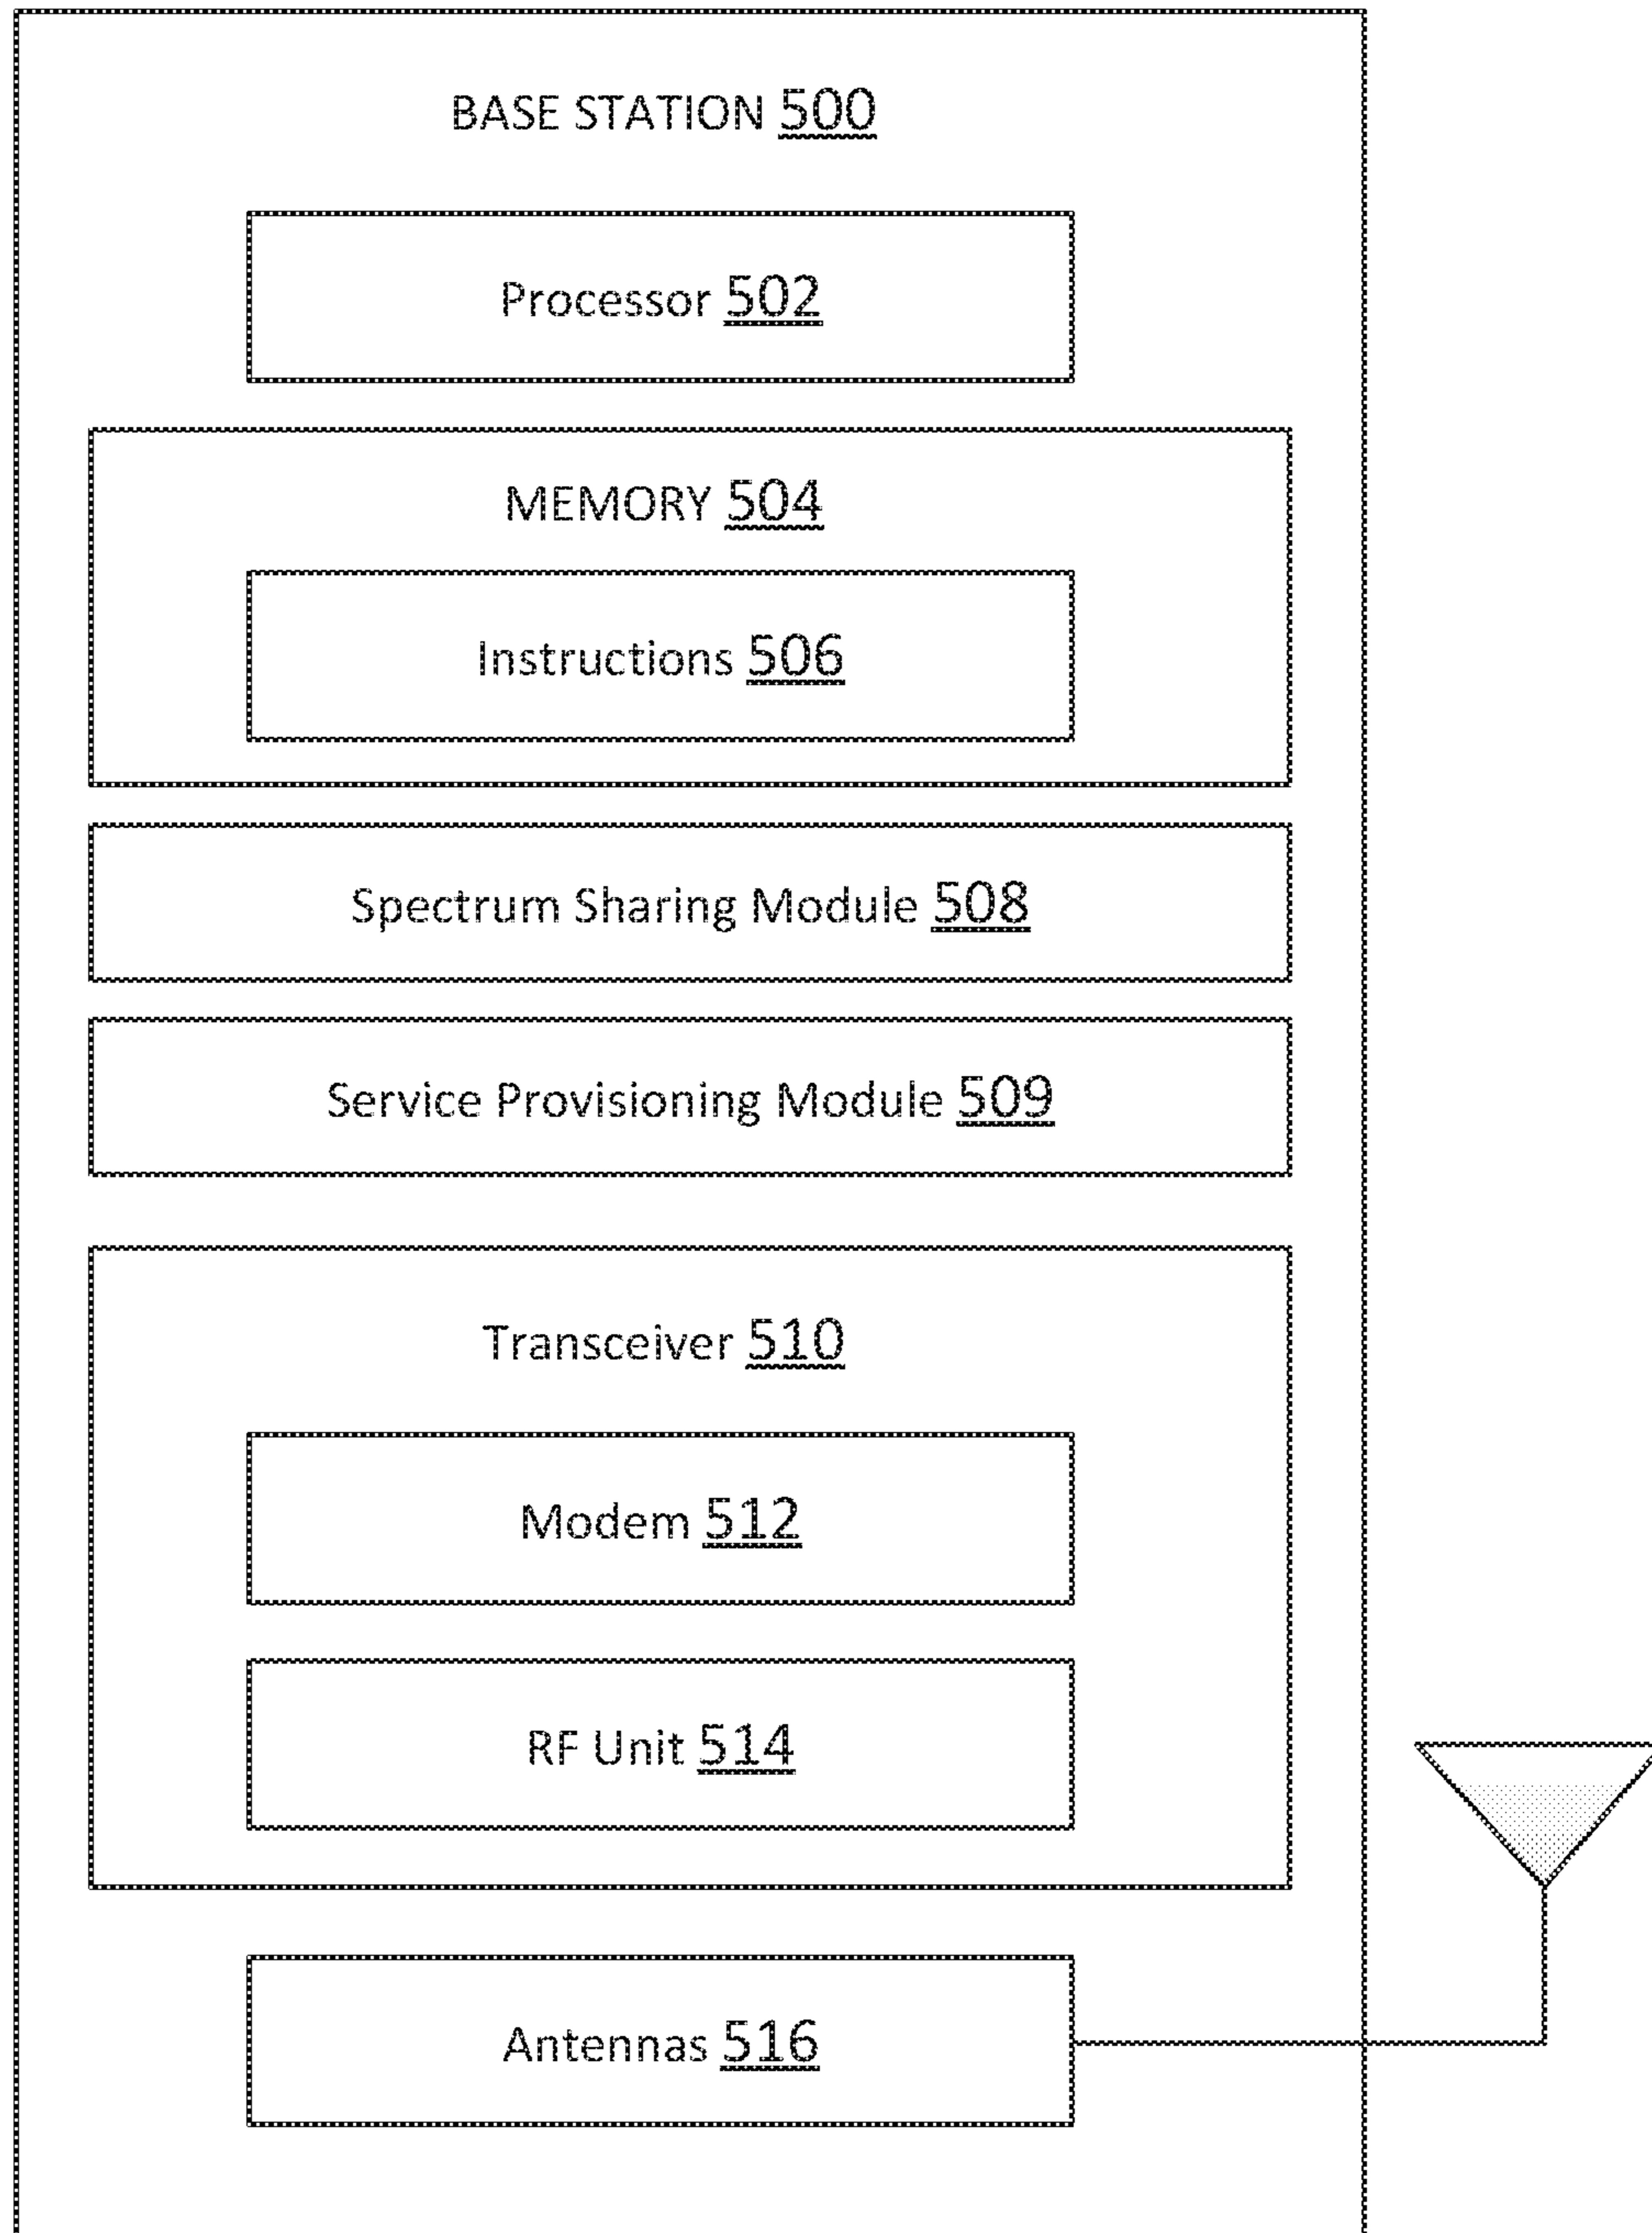 BASE STATION 500
Processor 502
MEMORY 504
Instructions 506
Spectrum Sharing Module 508
Service Provisioning Module 509
Transceiver 510
Modem 512
RF Unit 514
Antennas 516